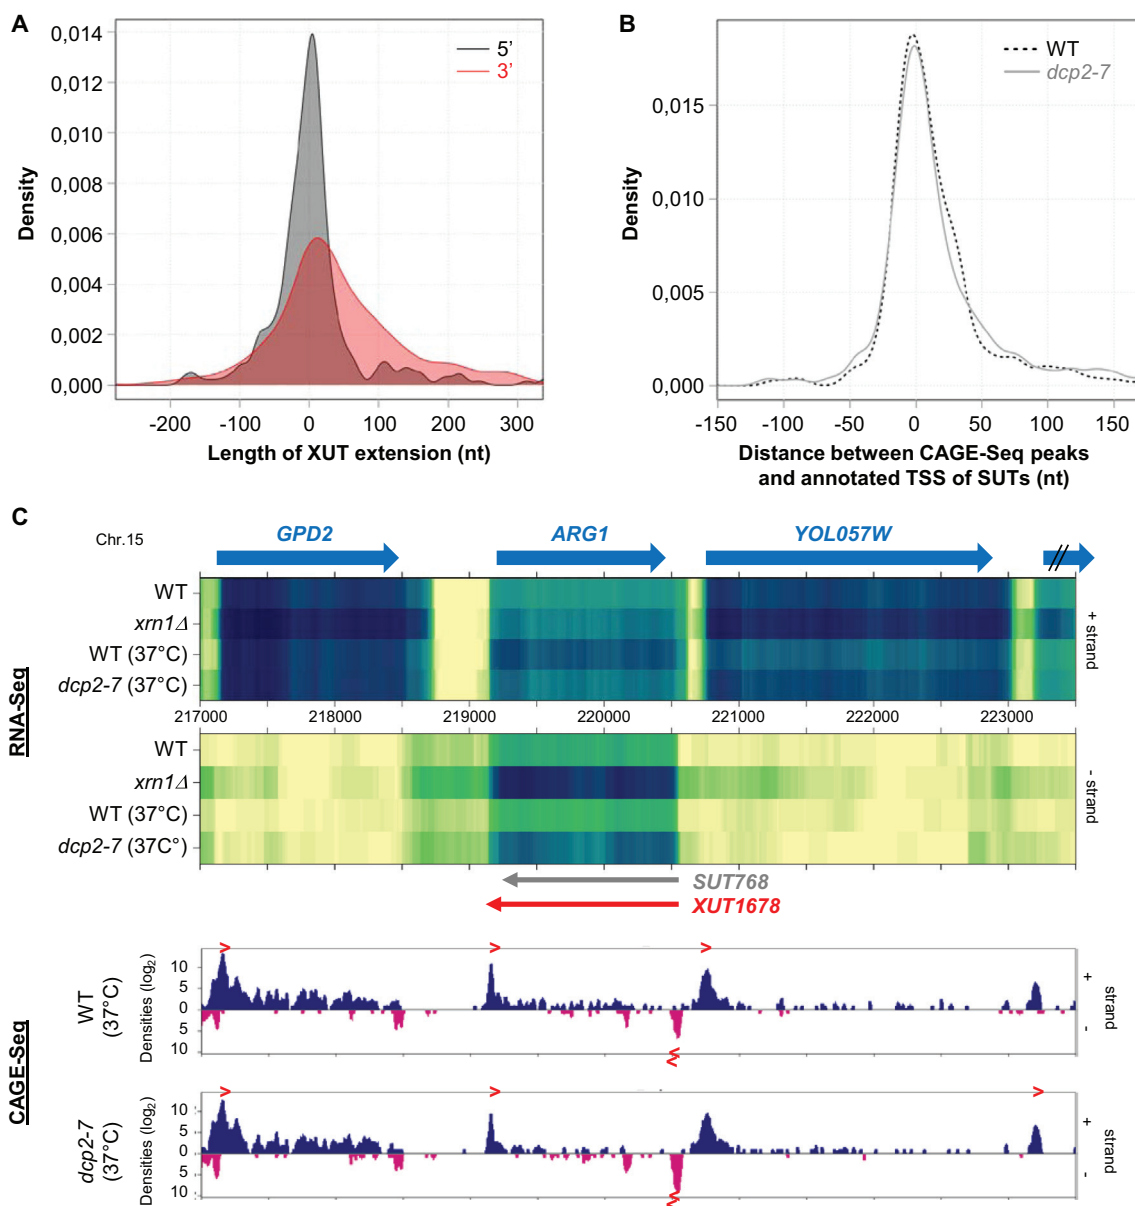 A
0,014
0,012
0,010
0,008
0,006
0,004
0,002
0,000
Density
5’
3’
-200 -100 0 100 200 300
Length of XUT extension (nt)
B
0,015
0,010
0,005
0,000
Density
WT
dcp2-7
-150 -100 -50 0 50 100 150
Distance between CAGE-Seq peaks
and annotated TSS of SUTs (nt)
C
Chr.15
GPD2 ARG1 YOL057W
RNA-Seq
WT
xrn1Δ
WT (37°C)
dcp2-7 (37°C)
+ strand
217000 218000 219000 220000 221000 222000 223000
WT
xrn1Δ
WT (37°C)
dcp2-7 (37C°)
- strand
SUT768
XUT1678
CAGE-Seq
WT
(37°C)
Densities (log2)
10
5
0
5
10
> > >
<
<
+
strand
-
dcp2-7
(37°C)
Densities (log2)
10
5
0
5
10
> > >
<
<
+
strand
-